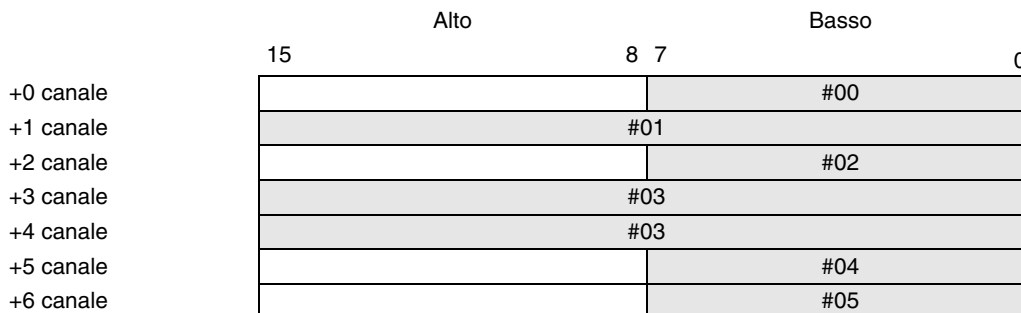 Alto Basso
15 8 7 0
+0 canale #00
+1 canale #01
+2 canale #02
+3 canale #03
+4 canale #03
+5 canale #04
+6 canale #05